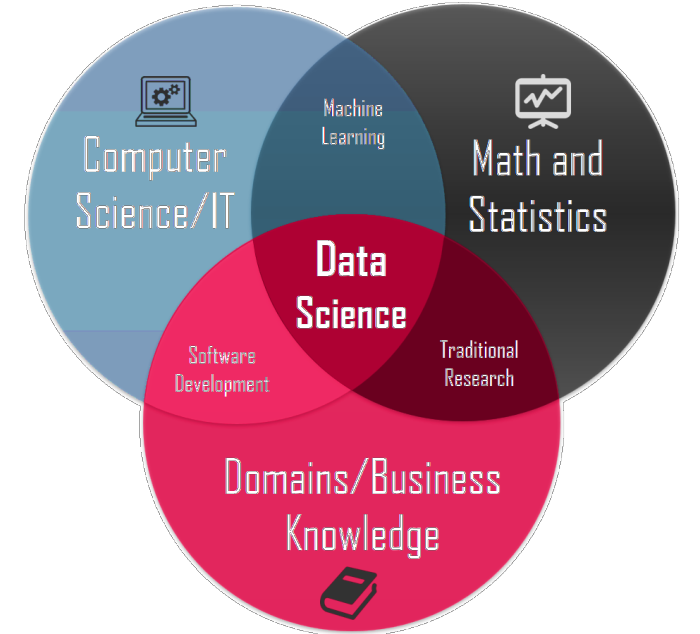 Machine
Learning
Computer
Science/IT
Math and
Statistics
Data
Science
Software
Development
Traditional
Research
Domains/Business
Knowledge